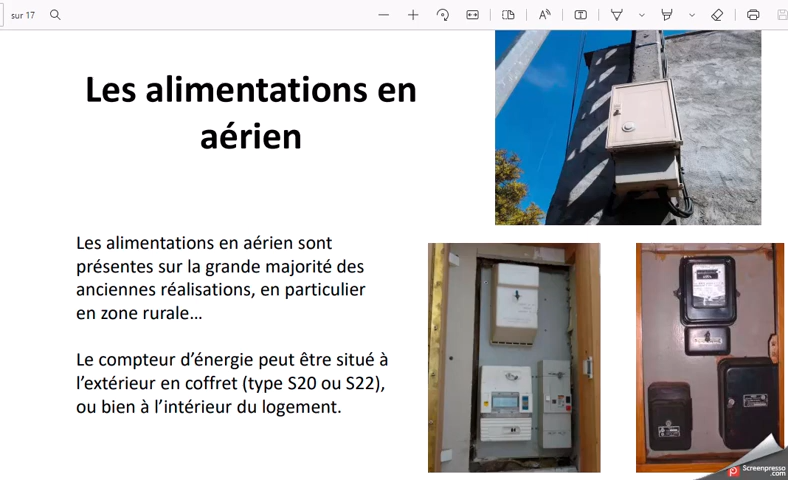 sur 17
Les alimentations en
aérien
Les alimentations en aérien sont
présentes sur la grande majorité des
anciennes réalisations, en particulier
en zone rurale…
Le compteur d’énergie peut être situé à
l’extérieur en coffret (type S20 ou S22),
ou bien à l’intérieur du logement.
Screenpresso
.com